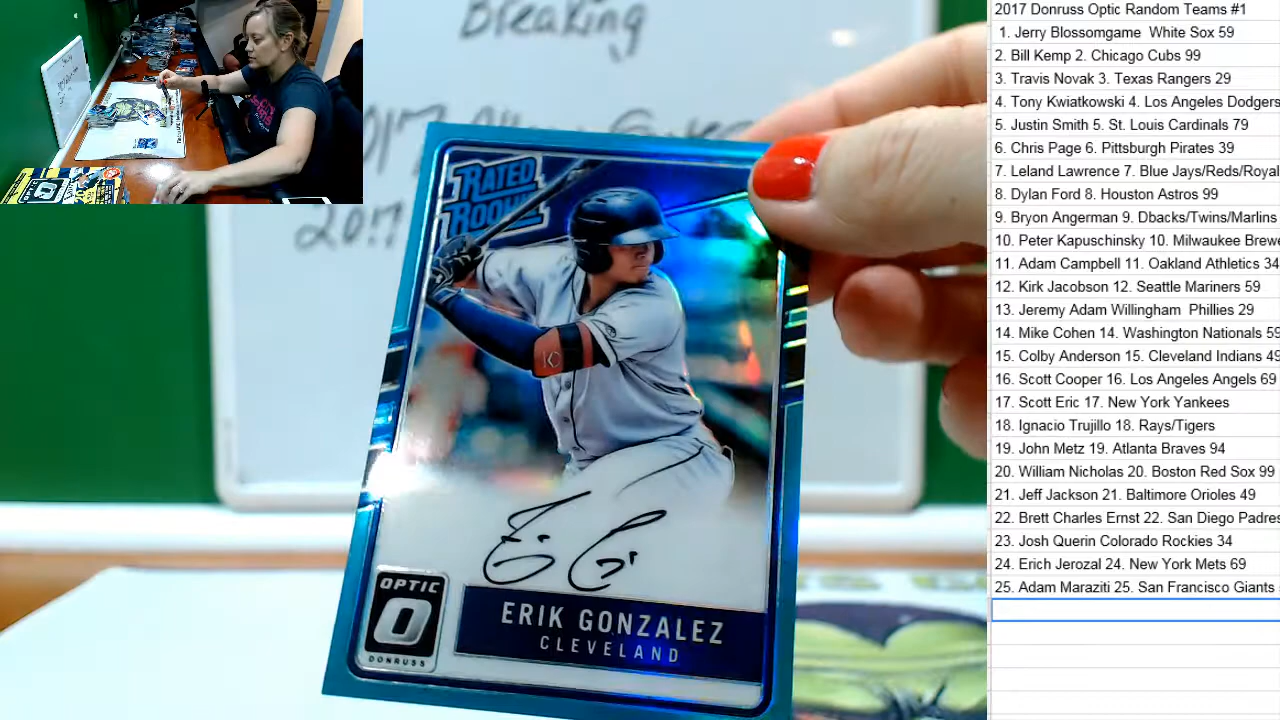 Breaking
2017
RATED
ROOKIE
OPTIC
O
DONRUSS
ERIK GONZALEZ
CLEVELAND
2017 Donruss Optic Random Teams #1
1. Jerry Blossomgame  White Sox 59
2. Bill Kemp 2. Chicago Cubs 99
3. Travis Novak 3. Texas Rangers 29
4. Tony Kwiatkowski 4. Los Angeles Dodgers
5. Justin Smith 5. St. Louis Cardinals 79
6. Chris Page 6. Pittsburgh Pirates 39
7. Leland Lawrence 7. Blue Jays/Reds/Royal
8. Dylan Ford 8. Houston Astros 99
9. Bryon Angerman 9. Dbacks/Twins/Marlins
10. Peter Kapuschinsky 10. Milwaukee Brew
11. Adam Campbell 11. Oakland Athletics 34
12. Kirk Jacobson 12. Seattle Mariners 59
13. Jeremy Adam Willingham  Phillies 29
14. Mike Cohen 14. Washington Nationals 59
15. Colby Anderson 15. Cleveland Indians 49
16. Scott Cooper 16. Los Angeles Angels 69
17. Scott Eric 17. New York Yankees
18. Ignacio Trujillo 18. Rays/Tigers
19. John Metz 19. Atlanta Braves 94
20. William Nicholas 20. Boston Red Sox 99
21. Jeff Jackson 21. Baltimore Orioles 49
22. Brett Charles Ernst 22. San Diego Padres
23. Josh Querin Colorado Rockies 34
24. Erich Jerozal 24. New York Mets 69
25. Adam Maraziti 25. San Francisco Giants